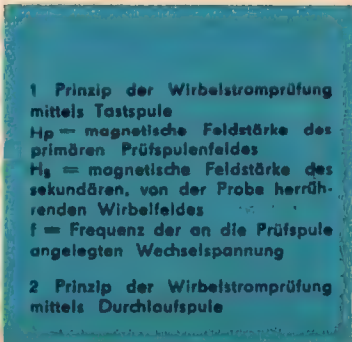 1 Prinzip der Wirbelstromprüfung
mittels Tastspule
Hp = magnetische Feldstärke des
primären Prüfspulenfeldes
Hs = magnetische Feldstärke des
sekundären, von der Probe herrüh-
renden Wirbelfeldes
f = Frequenz der an die Prüfspule
angelegten Wechselspannung
2 Prinzip der Wirbelstromprüfung
mittels Durchlaufspule